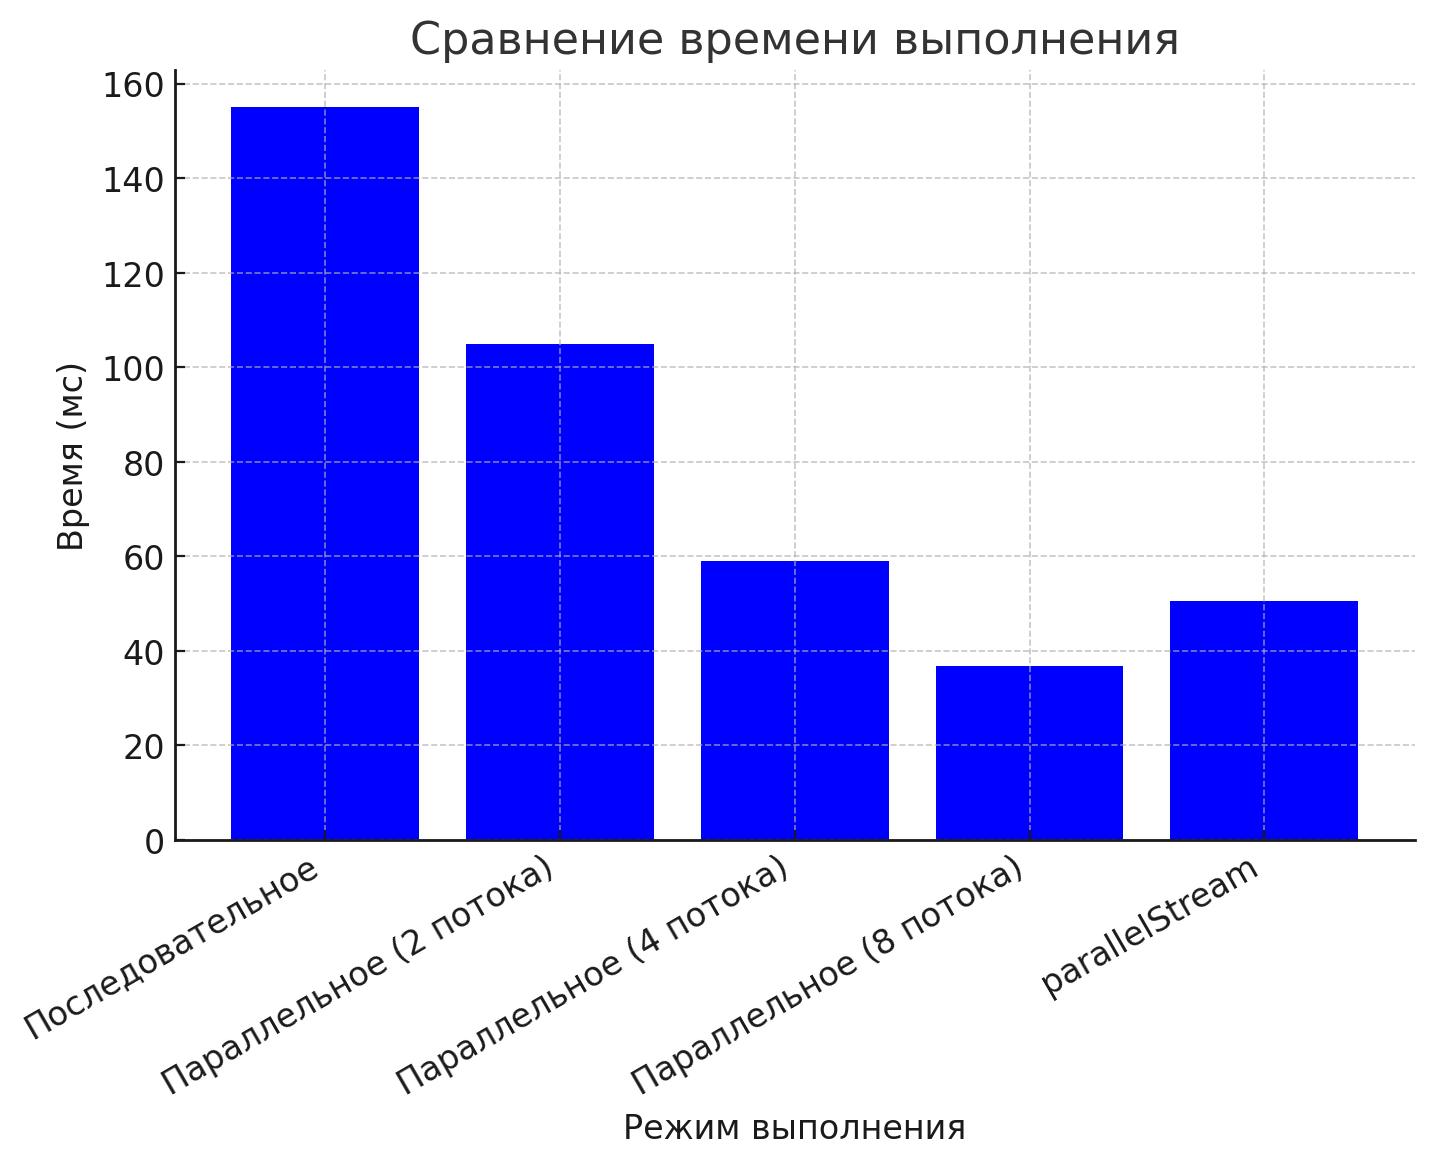 Сравнение времени выполнения
Время (мс)
160
140
120
100
80
60
40
20
0
Последовательное
Параллельное (2 потока)
Параллельное (4 потока)
Параллельное (8 потока)
parallelStream
Режим выполнения